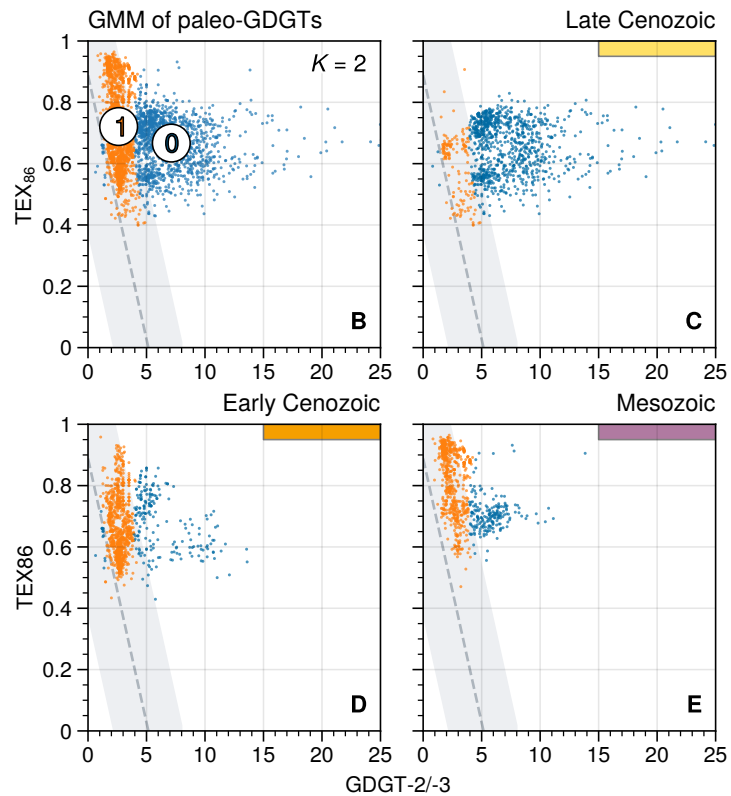 GMM of paleo-GDGTs
Late Cenozoic
1
0.8
0.6
0.4
0.2
0
TEX₈₆
K = 2
1
0
B
C
0 5 10 15 20 25
0 5 10 15 20 25
Early Cenozoic
Mesozoic
1
0.8
0.6
0.4
0.2
0
TEX86
D
E
0 5 10 15 20 25
0 5 10 15 20 25
GDGT-2/-3